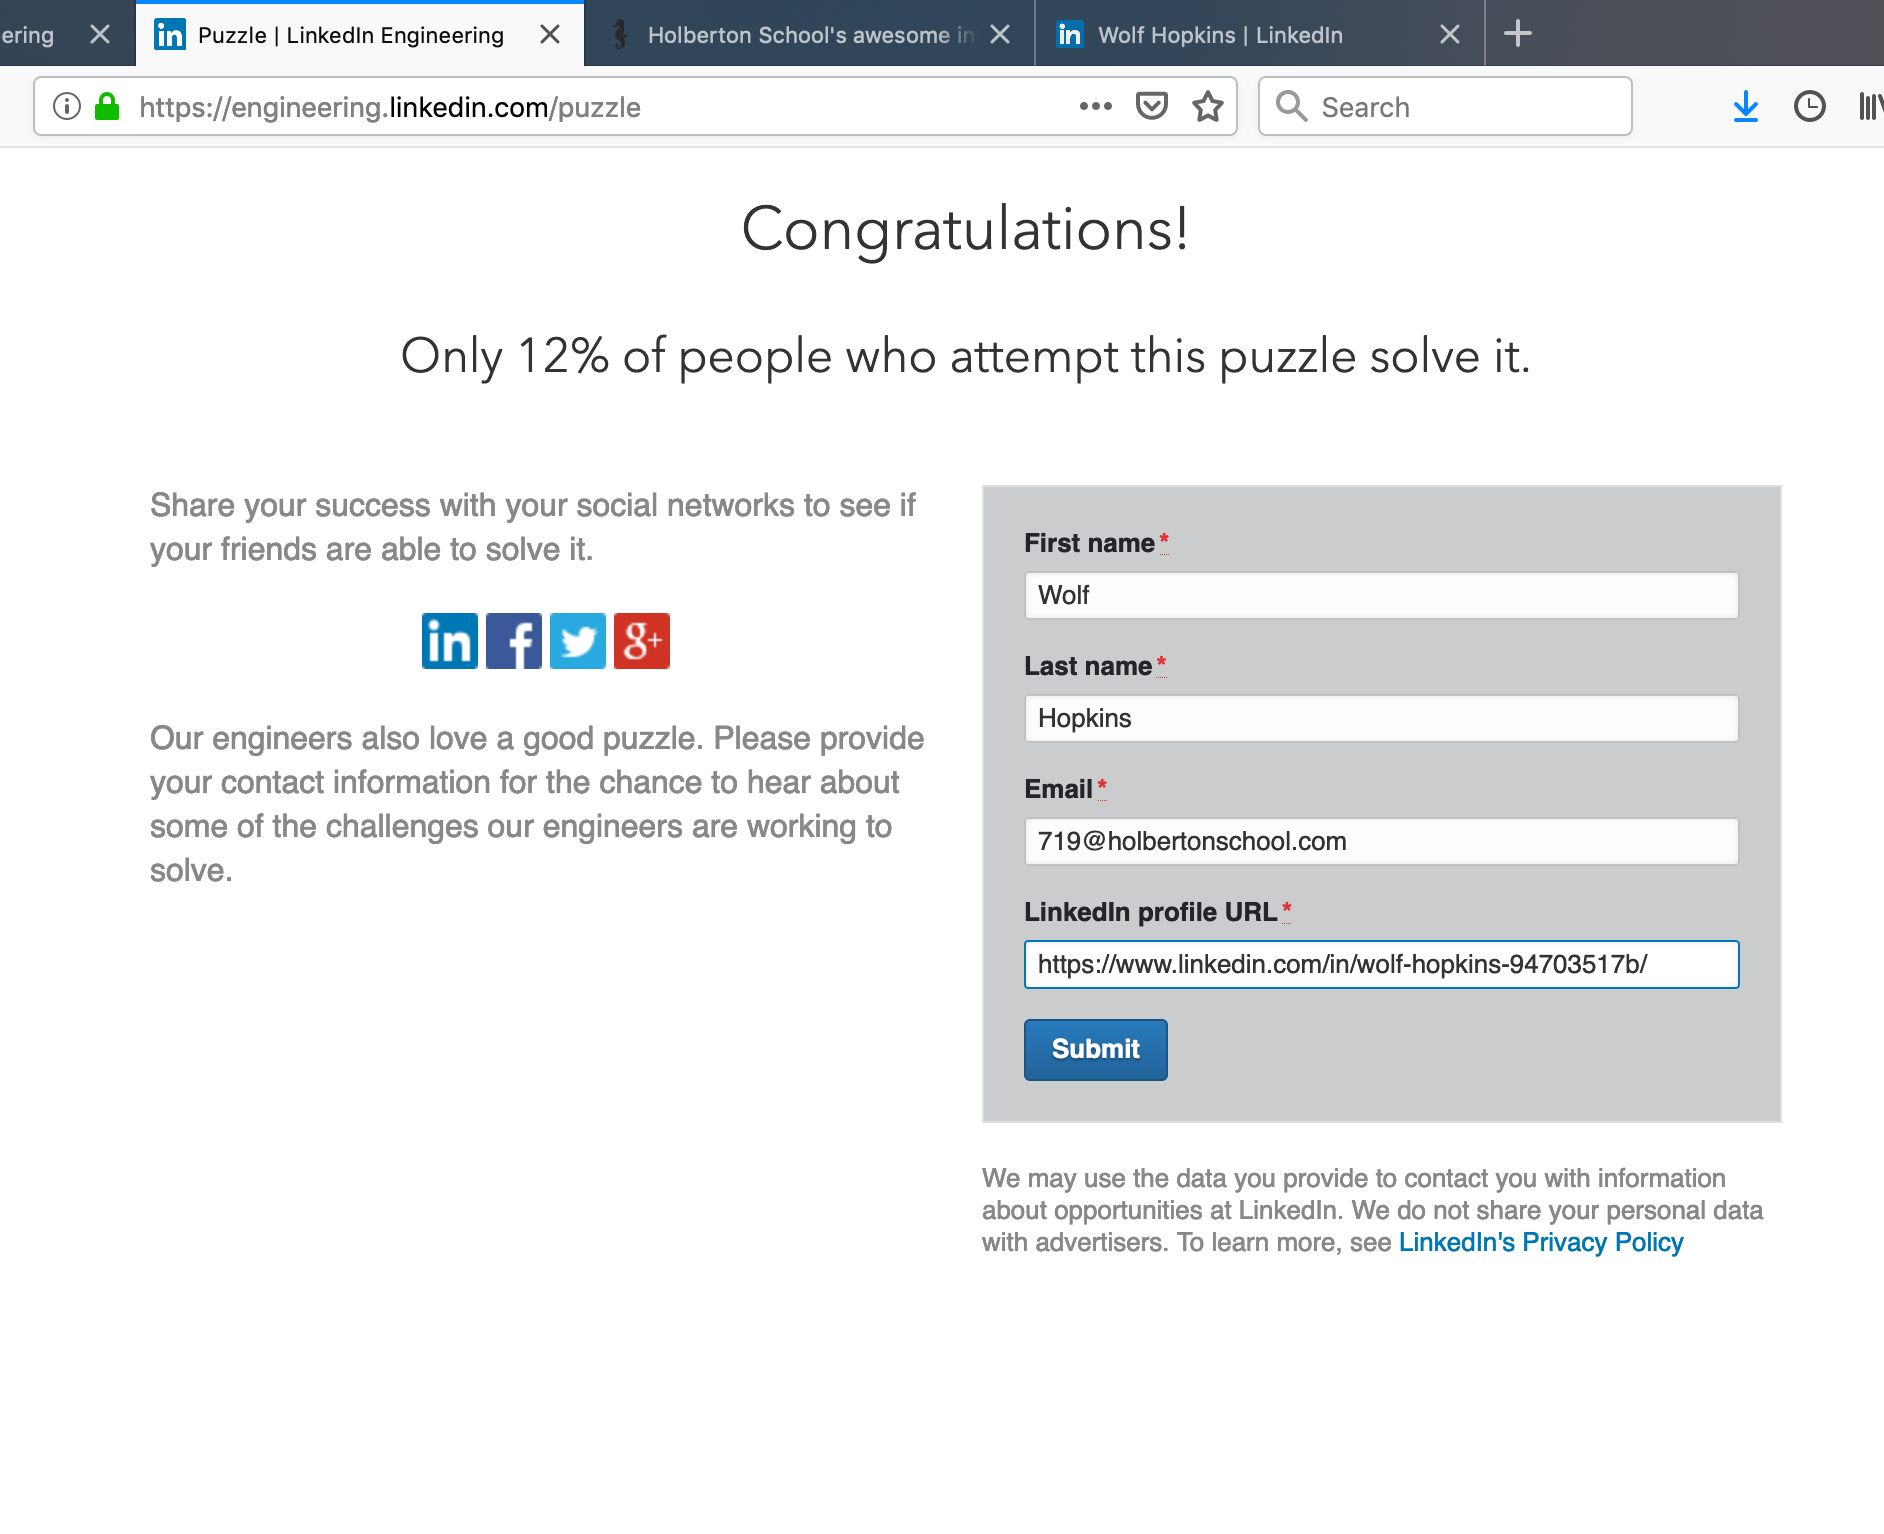 ering
Puzzle | LinkedIn Engineering
Holberton School's awesome in
Wolf Hopkins | LinkedIn
https://engineering.linkedin.com/puzzle
Search
Congratulations!
Only 12% of people who attempt this puzzle solve it.
Share your success with your social networks to see if
your friends are able to solve it.
in f g+
Our engineers also love a good puzzle. Please provide
your contact information for the chance to hear about
some of the challenges our engineers are working to
solve.
First name*
Wolf
Last name*
Hopkins
Email*
719@holbertonschool.com
LinkedIn profile URL*
https://www.linkedin.com/in/wolf-hopkins-94703517b/
Submit
We may use the data you provide to contact you with information
about opportunities at LinkedIn. We do not share your personal data
with advertisers. To learn more, see LinkedIn's Privacy Policy